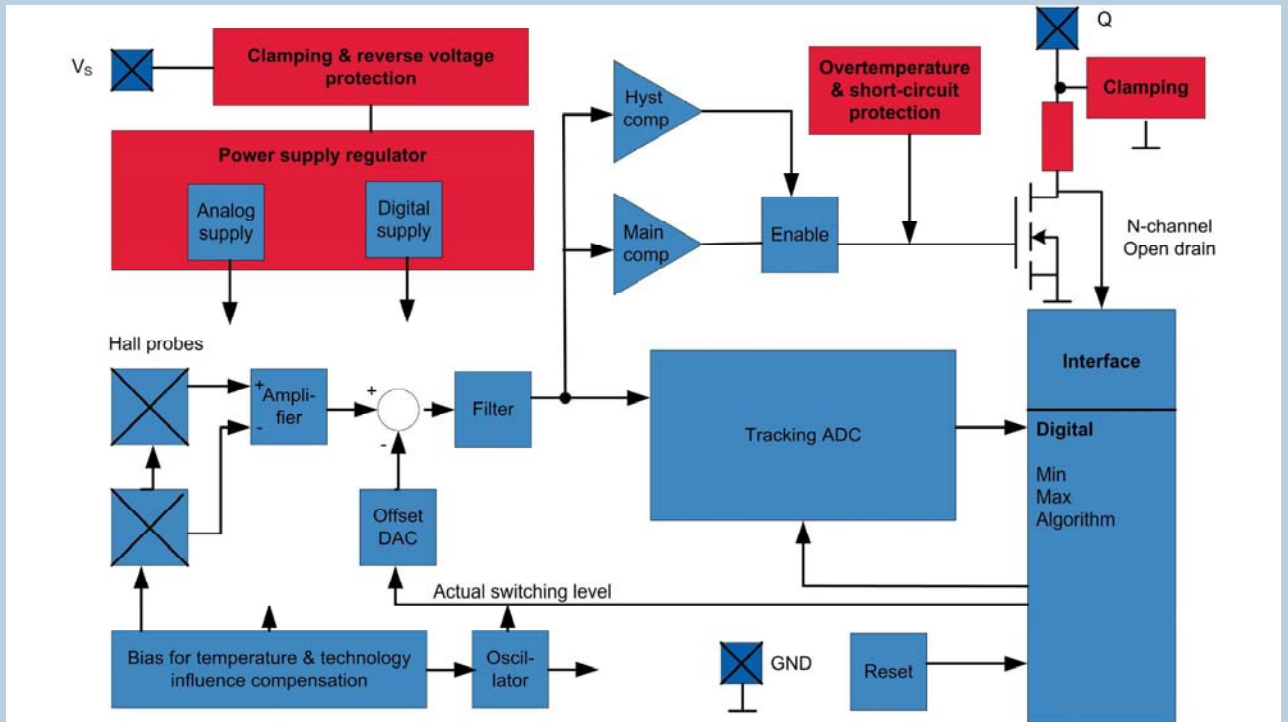 Q
V_S
Clamping & reverse voltage
protection
Power supply regulator
Analog
supply
Digital
supply
Hyst
comp
Main
comp
Overtemperature
& short-circuit
protection
Enable
Clamping
N-channel
Open drain
Hall probes
+
-
Ampli-
fier
+
-
Filter
Offset
DAC
Tracking ADC
Interface
Digital
Min
Max
Algorithm
Actual switching level
Bias for temperature & technology
influence compensation
Oscil-
lator
GND
Reset